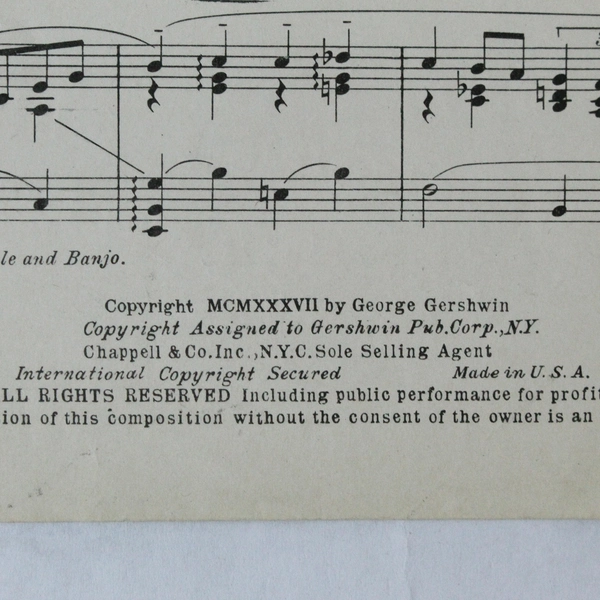 le and Banjo.
Copyright MCMXXXVII by George Gershwin
Copyright Assigned to Gershwin Pub.Corp.,N.Y.
Chappell & Co.Inc.,N.Y.C.Sole Selling Agent
International Copyright Secured Made in U.S.A.
LL RIGHTS RESERVED Including public performance for profit
ion of this composition without the consent of the owner is an